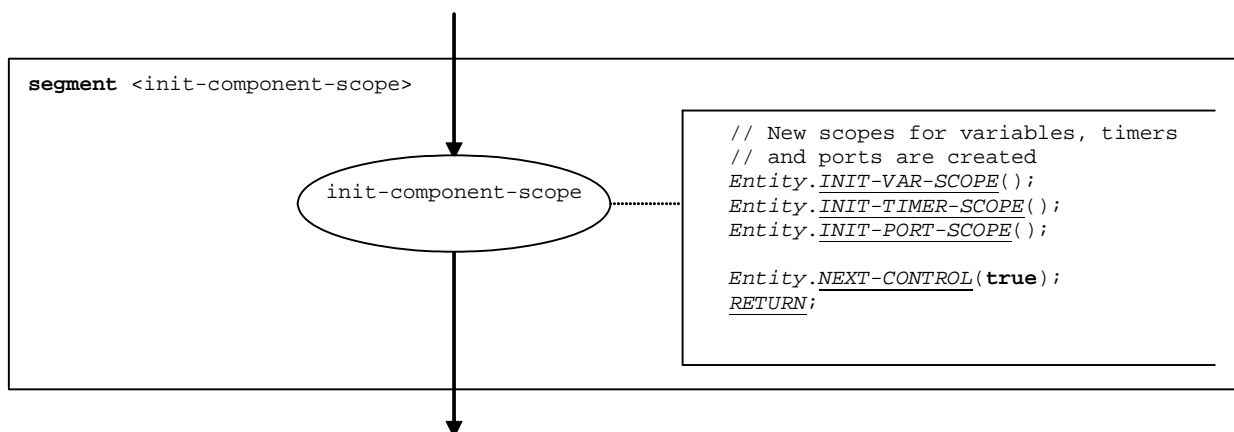 segment <init-component-scope>
init-component-scope
// New scopes for variables, timers
// and ports are created
Entity.INIT-VAR-SCOPE();
Entity.INIT-TIMER-SCOPE();
Entity.INIT-PORT-SCOPE();
Entity.NEXT-CONTROL(true);
RETURN;